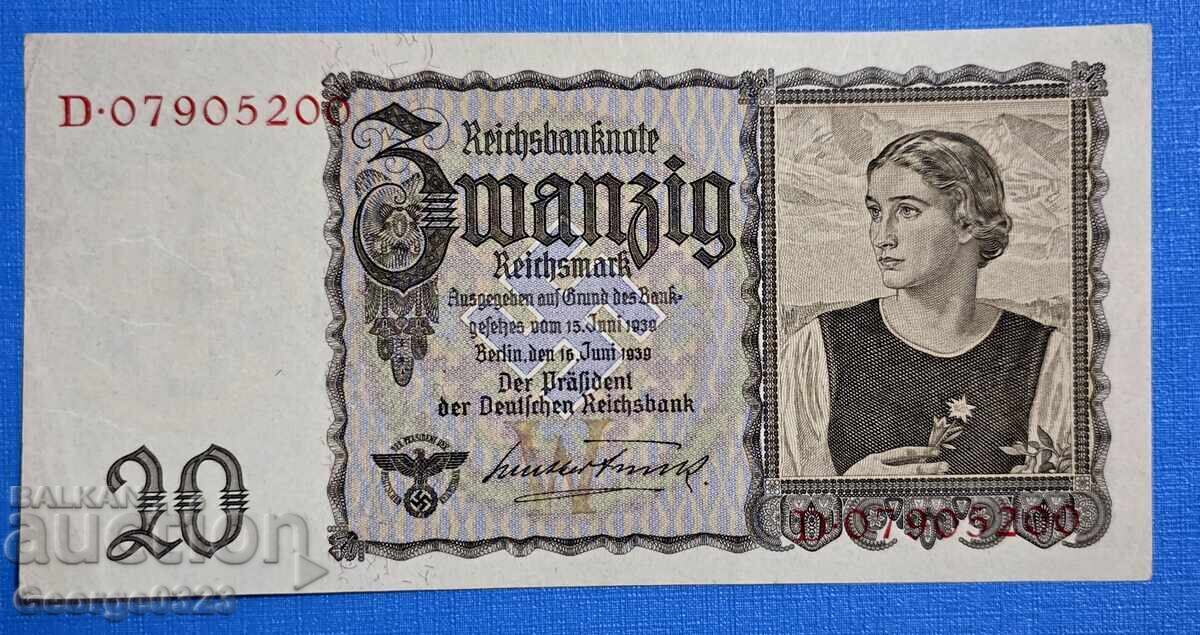 D·07905200
Reichsbanknote
Zwanzig
Reichsmark
Ausgegeben auf Grund des Bank-
gesetzes vom 15. Juni 1939
Berlin, den 16. Juni 1939
Der Präsident
der Deutschen Reichsbank
W
20
D·07905200
BALKAN
auction
George0323